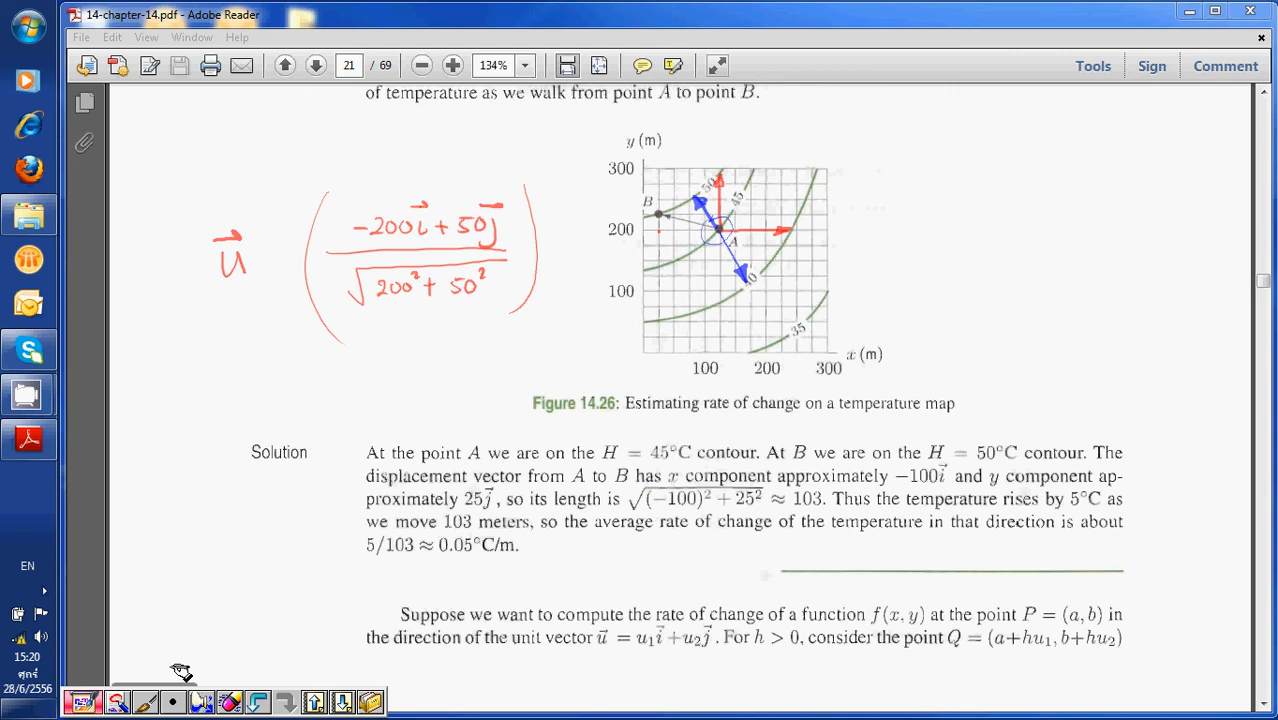 14-chapter-14.pdf - Adobe Reader
File Edit View Window Help
21 / 69 134% Tools Sign Comment
of temperature as we walk from point A to point B.
y (m)
300
200
100
100 200 300
x (m)
B
A
50
45
40
35
u⃗ ( (-200i⃗ + 50j⃗) / √(200² + 50²) )
Figure 14.26: Estimating rate of change on a temperature map
Solution At the point A we are on the H = 45°C contour. At B we are on the H = 50°C contour. The
displacement vector from A to B has x component approximately −100i⃗ and y component ap-
proximately 25j⃗, so its length is √((−100)² + 25²) ≈ 103. Thus the temperature rises by 5°C as
we move 103 meters, so the average rate of change of the temperature in that direction is about
5/103 ≈ 0.05°C/m.
Suppose we want to compute the rate of change of a function f(x, y) at the point P = (a, b) in
the direction of the unit vector u⃗ = u₁i⃗ + u₂j⃗. For h > 0, consider the point Q = (a+hu₁, b+hu₂)
EN
15:20
ศุกร์
28/6/2556